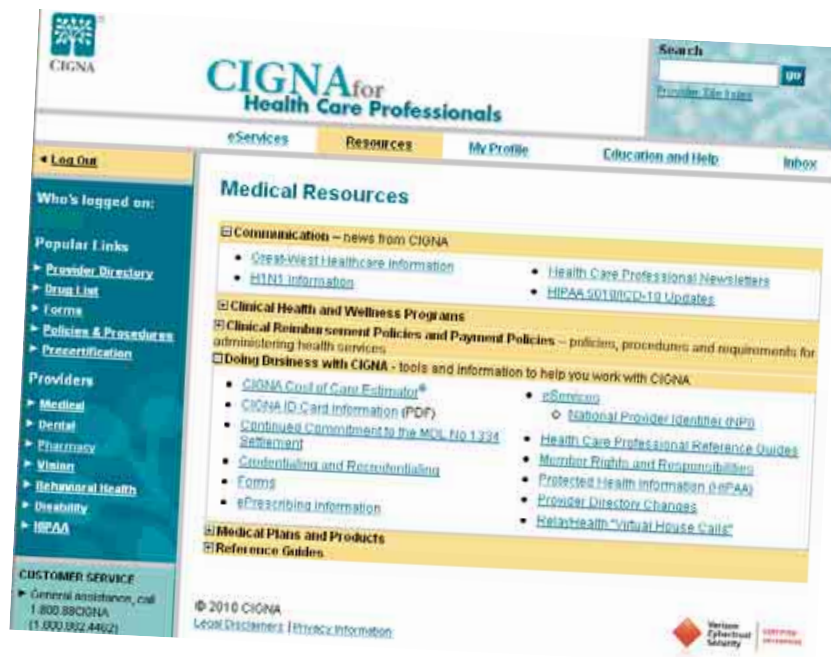 CIGNA
CIGNA for
Health Care Professionals
Search
go
Provider Site Index
eServices
Resources
My Profile
Education and Help
Inbox
Log Out
Who's logged on:
Popular Links
Provider Directory
Drug List
Forms
Policies & Procedures
Precertification
Providers
Medical
Dental
Pharmacy
Vision
Behavioral Health
Disability
HIPAA
CUSTOMER SERVICE
General assistance, call
1.800.88CIGNA
Medical Resources
Communication – news from CIGNA
Great-West Healthcare Information
H1N1 Information
Health Care Professional Newsletters
HIPAA 5010/ICD-10 Updates
Clinical Health and Wellness Programs
Clinical Reimbursement Policies and Payment Policies – policies, procedures and requirements for
administering health services
Doing Business with CIGNA - tools and information to help you work with CIGNA
CIGNA Cost of Care Estimator®
CIGNA ID Card Information (PDF)
Continued Commitment to the MDL No 1334
Settlement
Credentialing and Recredentialing
Forms
ePrescribing Information
eServices
National Provider Identifier (NPI)
Health Care Professional Reference Guides
Member Rights and Responsibilities
Protected Health Information (HIPAA)
Provider Directory Changes
RelayHealth "Virtual House Calls"
Medical Plans and Products
Reference Guides
© 2010 CIGNA
Legal Disclaimers | Privacy Information
Verizon
Cybertrust
Security